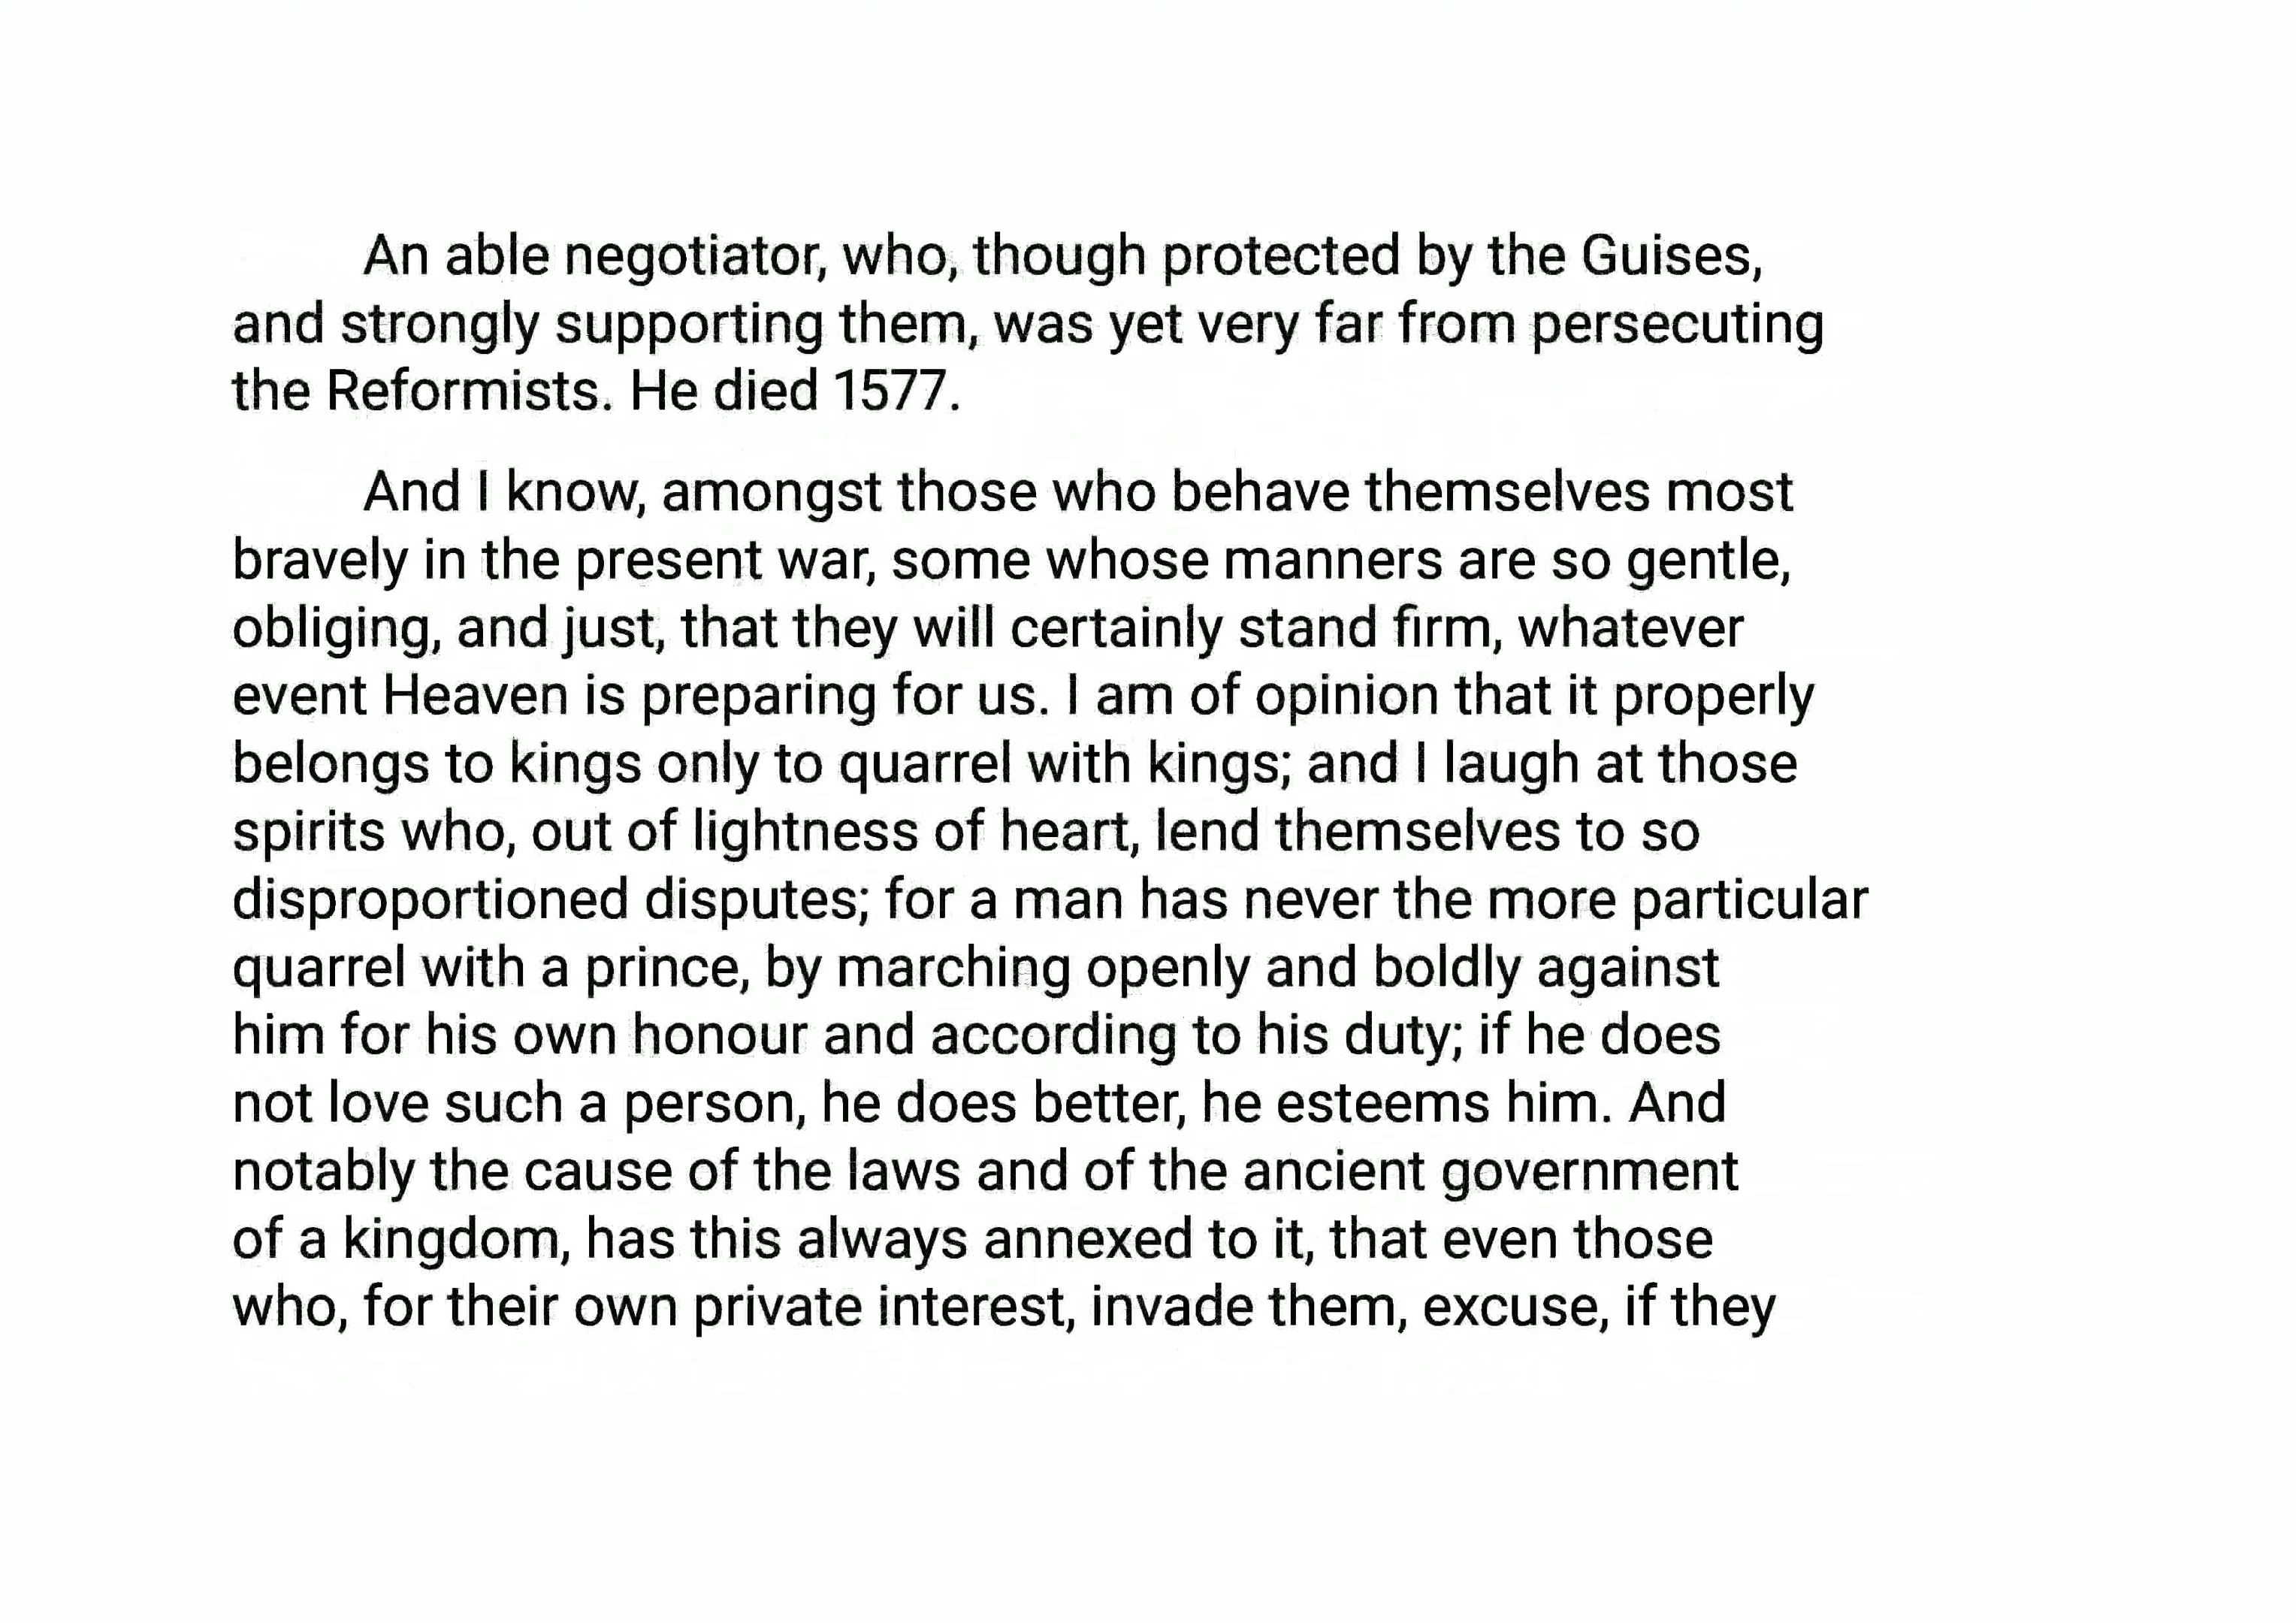 An able negotiator, who, though protected by the Guises,
and strongly supporting them, was yet very far from persecuting
the Reformists. He died 1577.
And I know, amongst those who behave themselves most
bravely in the present war, some whose manners are so gentle,
obliging, and just, that they will certainly stand firm, whatever
event Heaven is preparing for us. I am of opinion that it properly
belongs to kings only to quarrel with kings; and I laugh at those
spirits who, out of lightness of heart, lend themselves to so
disproportioned disputes; for a man has never the more particular
quarrel with a prince, by marching openly and boldly against
him for his own honour and according to his duty; if he does
not love such a person, he does better, he esteems him. And
notably the cause of the laws and of the ancient government
of a kingdom, has this always annexed to it, that even those
who, for their own private interest, invade them, excuse, if they